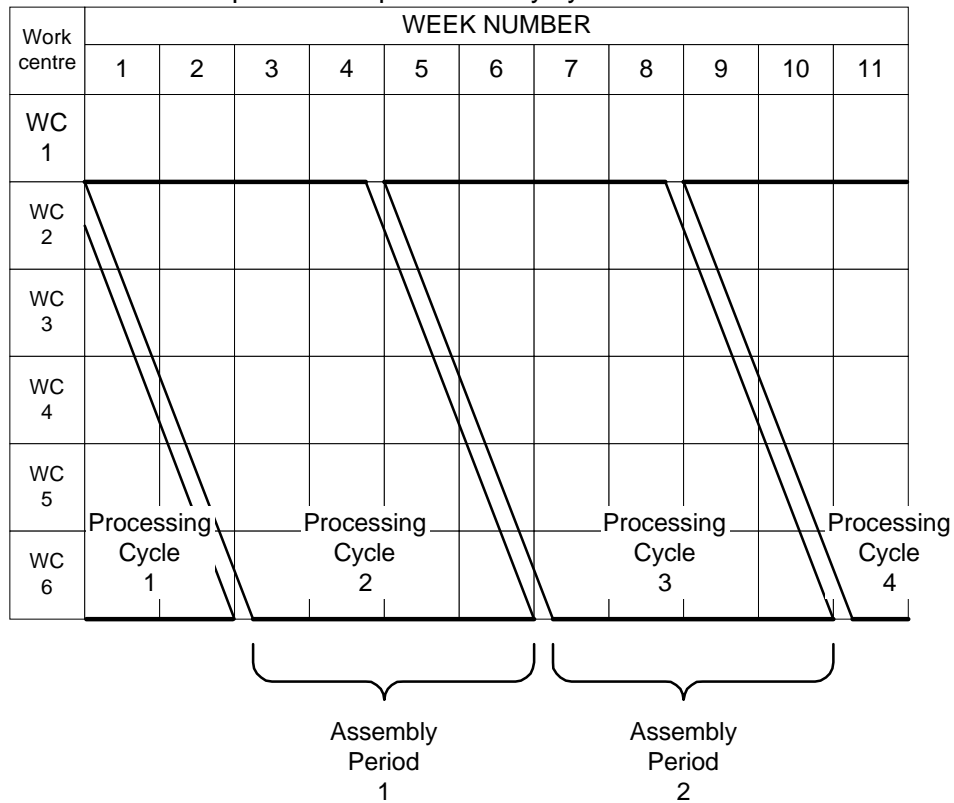 WEEK NUMBER
Work
centre
1 2 3 4 5 6 7 8 9 10 11
WC
1
WC
2
WC
3
WC
4
WC
5
WC
6
Processing
Cycle
1
Processing
Cycle
2
Processing
Cycle
3
Processing
Cycle
4
Assembly
Period
1
Assembly
Period
2